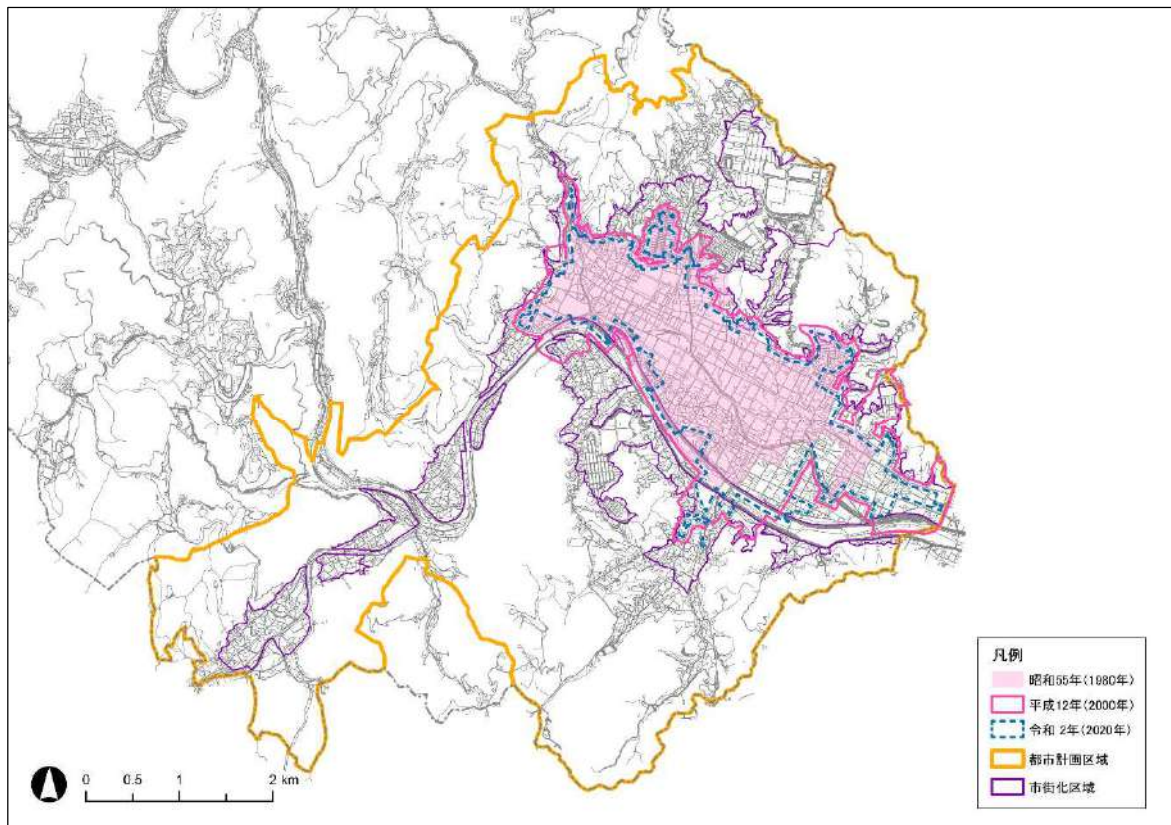 凡例
昭和55年(1980年)
平成12年(2000年)
令和 2年(2020年)
都市計画区域
市街化区域
0 0.5 1 2 km